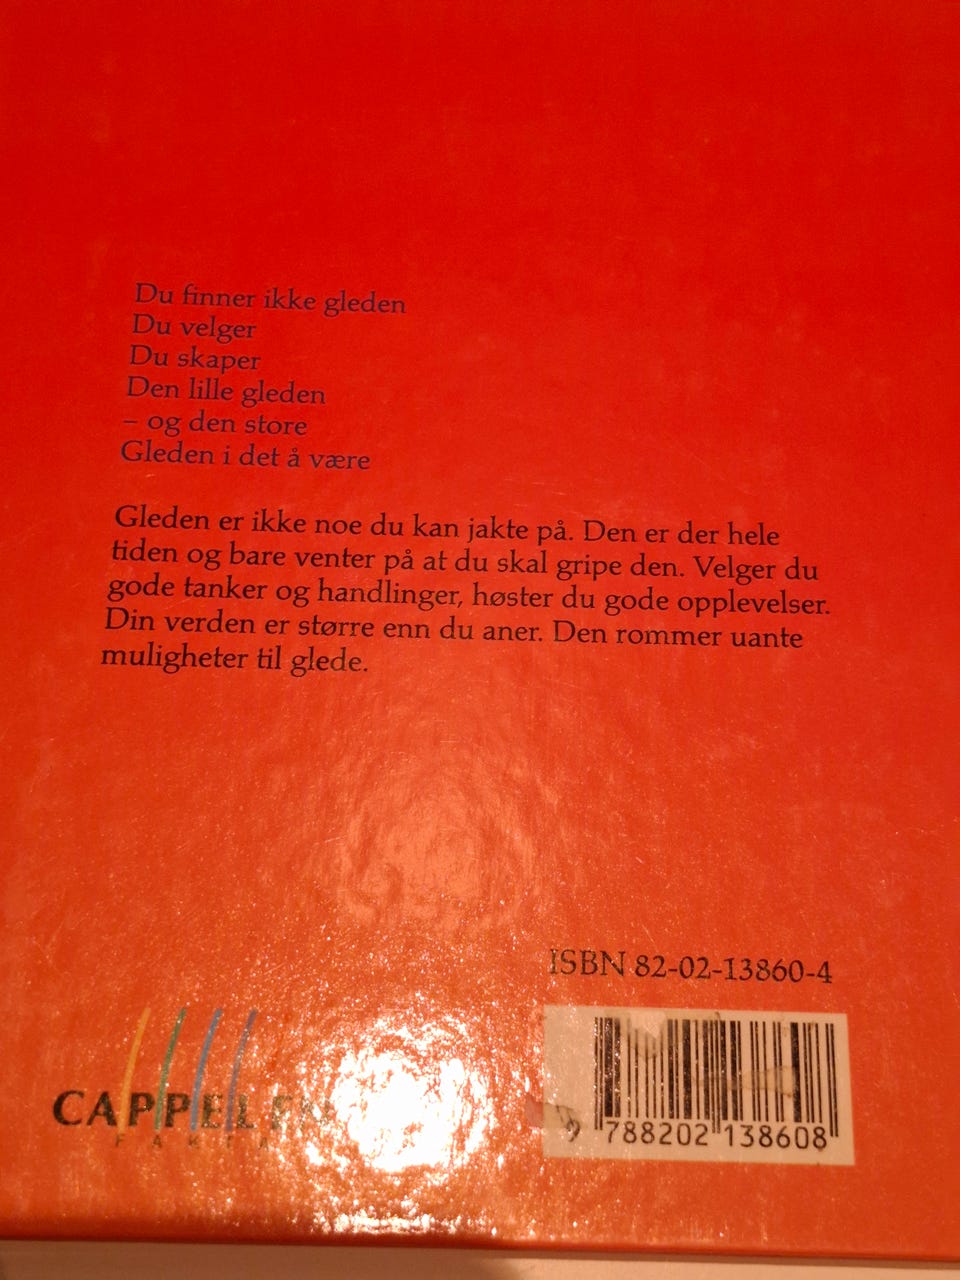 Du finner ikke gleden
Du velger
Du skaper
Den lille gleden
– og den store
Gleden i det å være
Gleden er ikke noe du kan jakte på. Den er der hele
tiden og bare venter på at du skal gripe den. Velger du
gode tanker og handlinger, høster du gode opplevelser.
Din verden er større enn du aner. Den rommer uante
muligheter til glede.
ISBN 82-02-13860-4
CAPPELEN
9 788202 138608